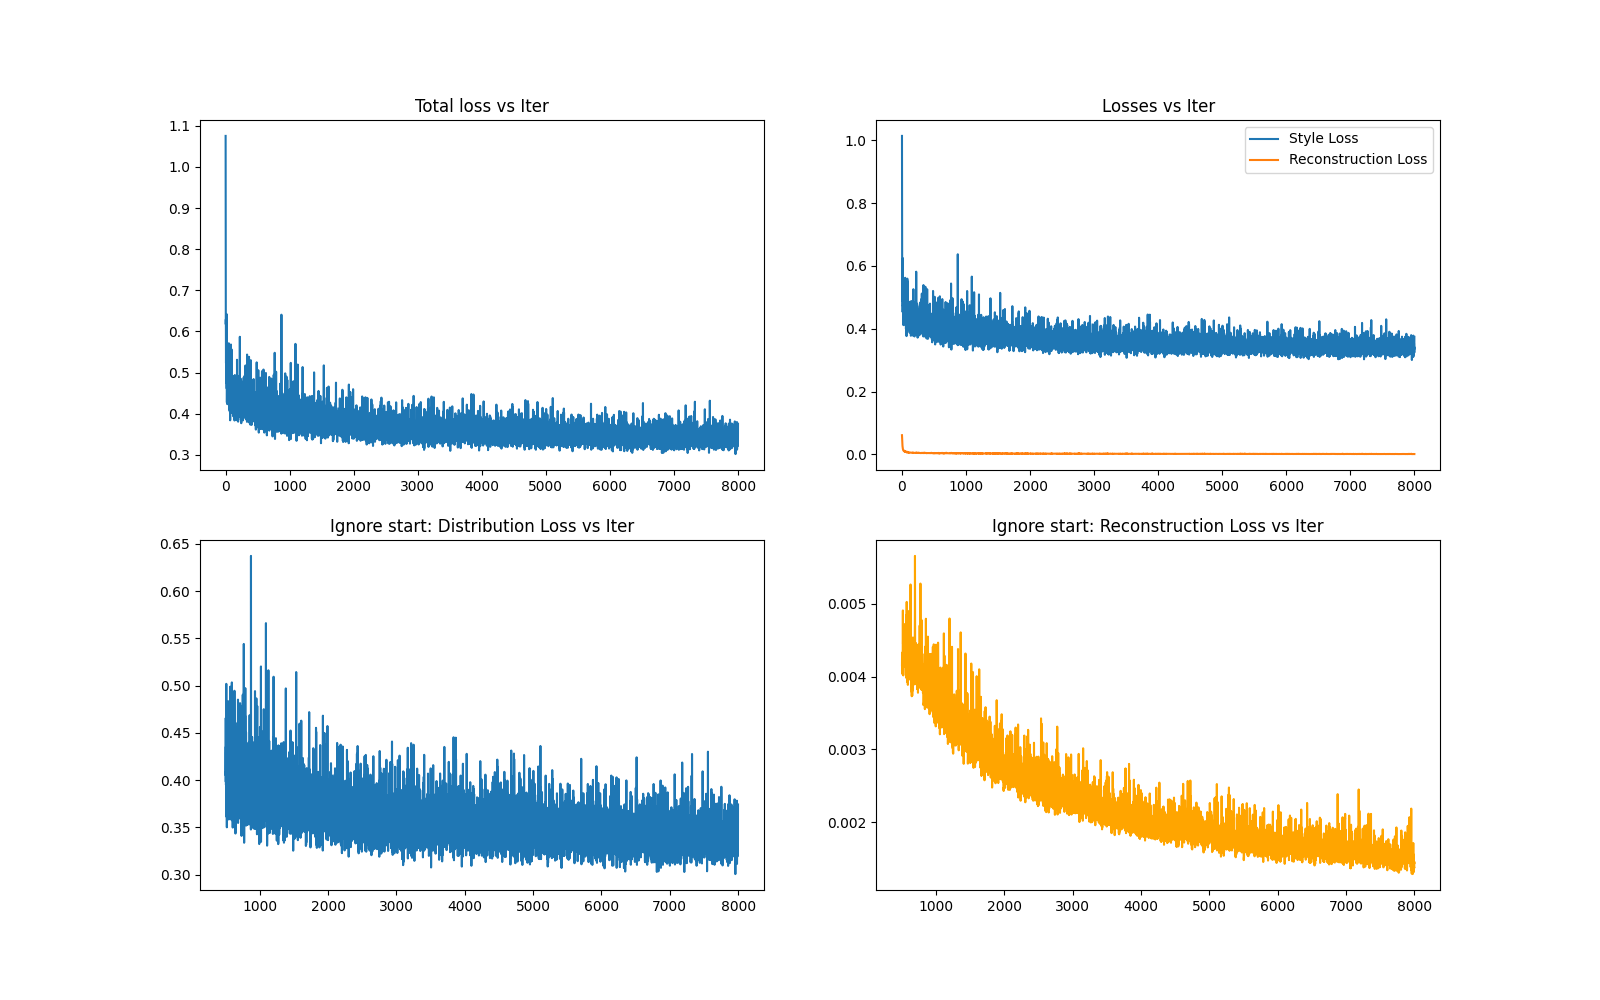 Total loss vs Iter
1.1
1.0
0.9
0.8
0.7
0.6
0.5
0.4
0.3
0 1000 2000 3000 4000 5000 6000 7000 8000
Losses vs Iter
Style Loss
Reconstruction Loss
1.0
0.8
0.6
0.4
0.2
0.0
0 1000 2000 3000 4000 5000 6000 7000 8000
Ignore start: Distribution Loss vs Iter
0.65
0.60
0.55
0.50
0.45
0.40
0.35
0.30
1000 2000 3000 4000 5000 6000 7000 8000
Ignore start: Reconstruction Loss vs Iter
0.005
0.004
0.003
0.002
1000 2000 3000 4000 5000 6000 7000 8000